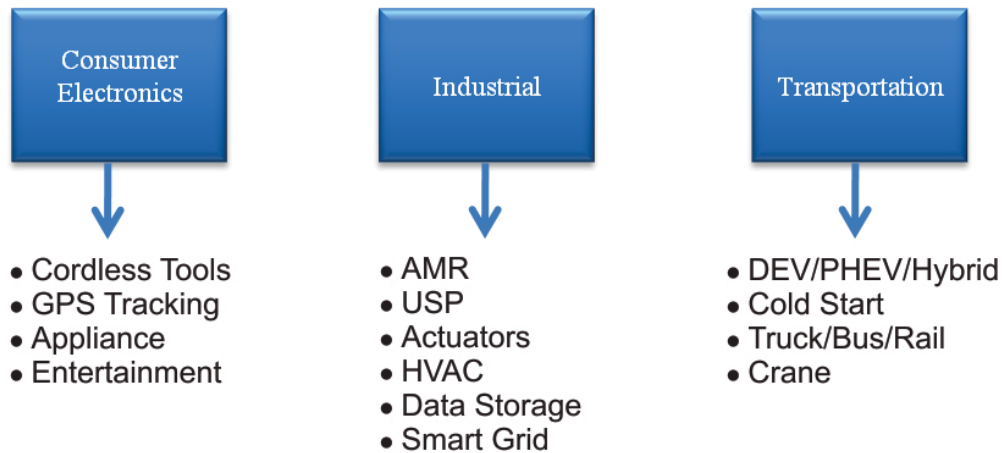 Consumer
Electronics
• Cordless Tools
• GPS Tracking
• Appliance
• Entertainment
Industrial
• AMR
• USP
• Actuators
• HVAC
• Data Storage
• Smart Grid
Transportation
• DEV/PHEV/Hybrid
• Cold Start
• Truck/Bus/Rail
• Crane